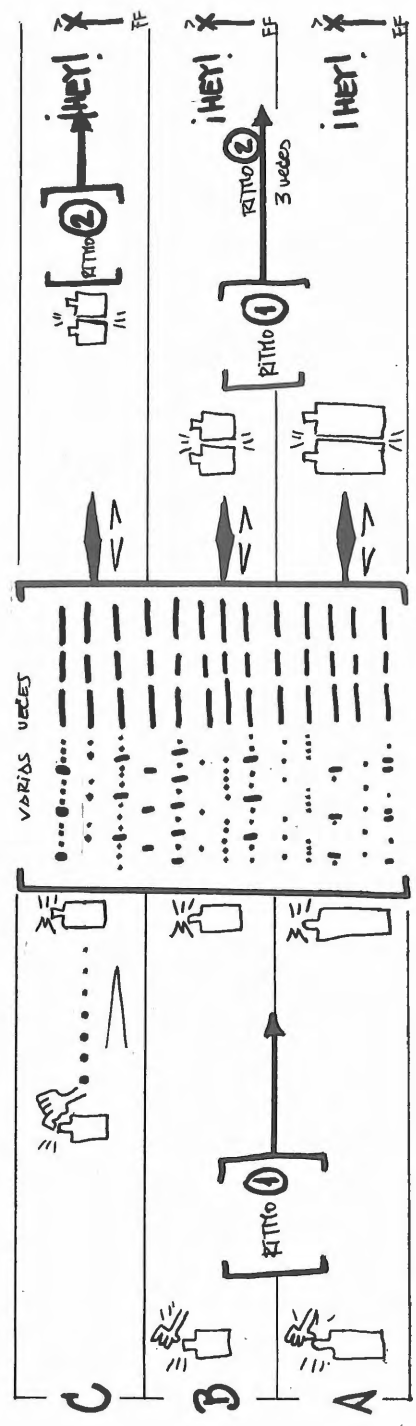 C
VARIAS VECES
RITMO 2
¡HEY!
FF
B
RITMO 1
RITMO 1
RITMO 2
3 veces
¡HEY!
FF
A
¡HEY!
FF